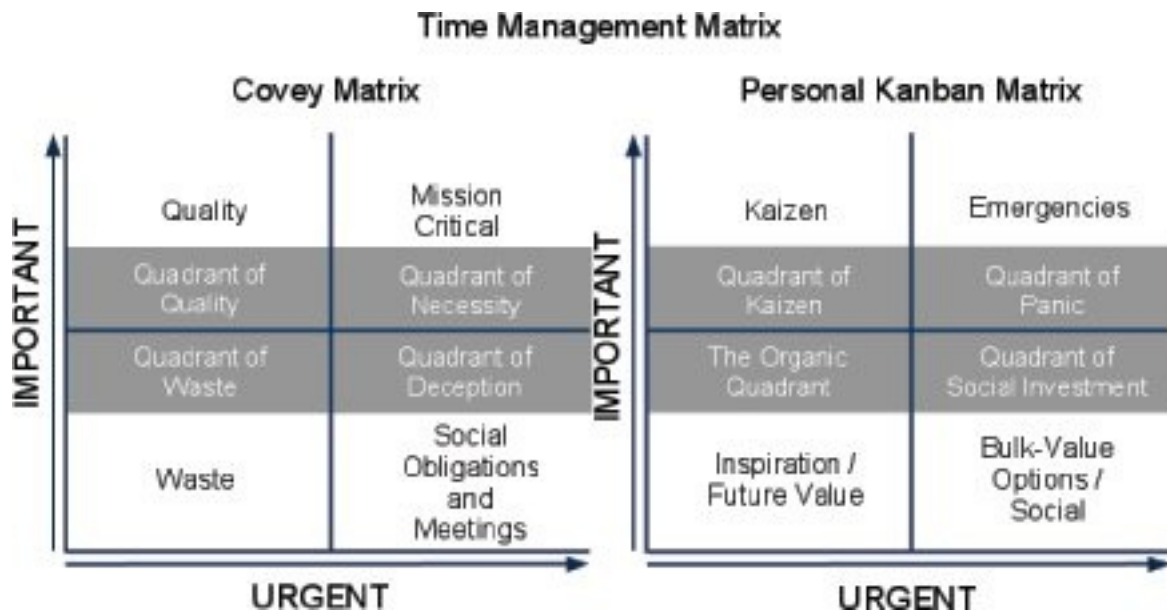 Time Management Matrix
Covey Matrix
IMPORTANT
Quality
Mission
Critical
Quadrant of
Quality
Quadrant of
Necessity
Quadrant of
Waste
Quadrant of
Deception
Waste
Social
Obligations
and
Meetings
URGENT
Personal Kanban Matrix
IMPORTANT
Kaizen
Emergencies
Quadrant of
Kaizen
Quadrant of
Panic
The Organic
Quadrant
Quadrant of
Social Investment
Inspiration /
Future Value
Bulk-Value
Options /
Social
URGENT